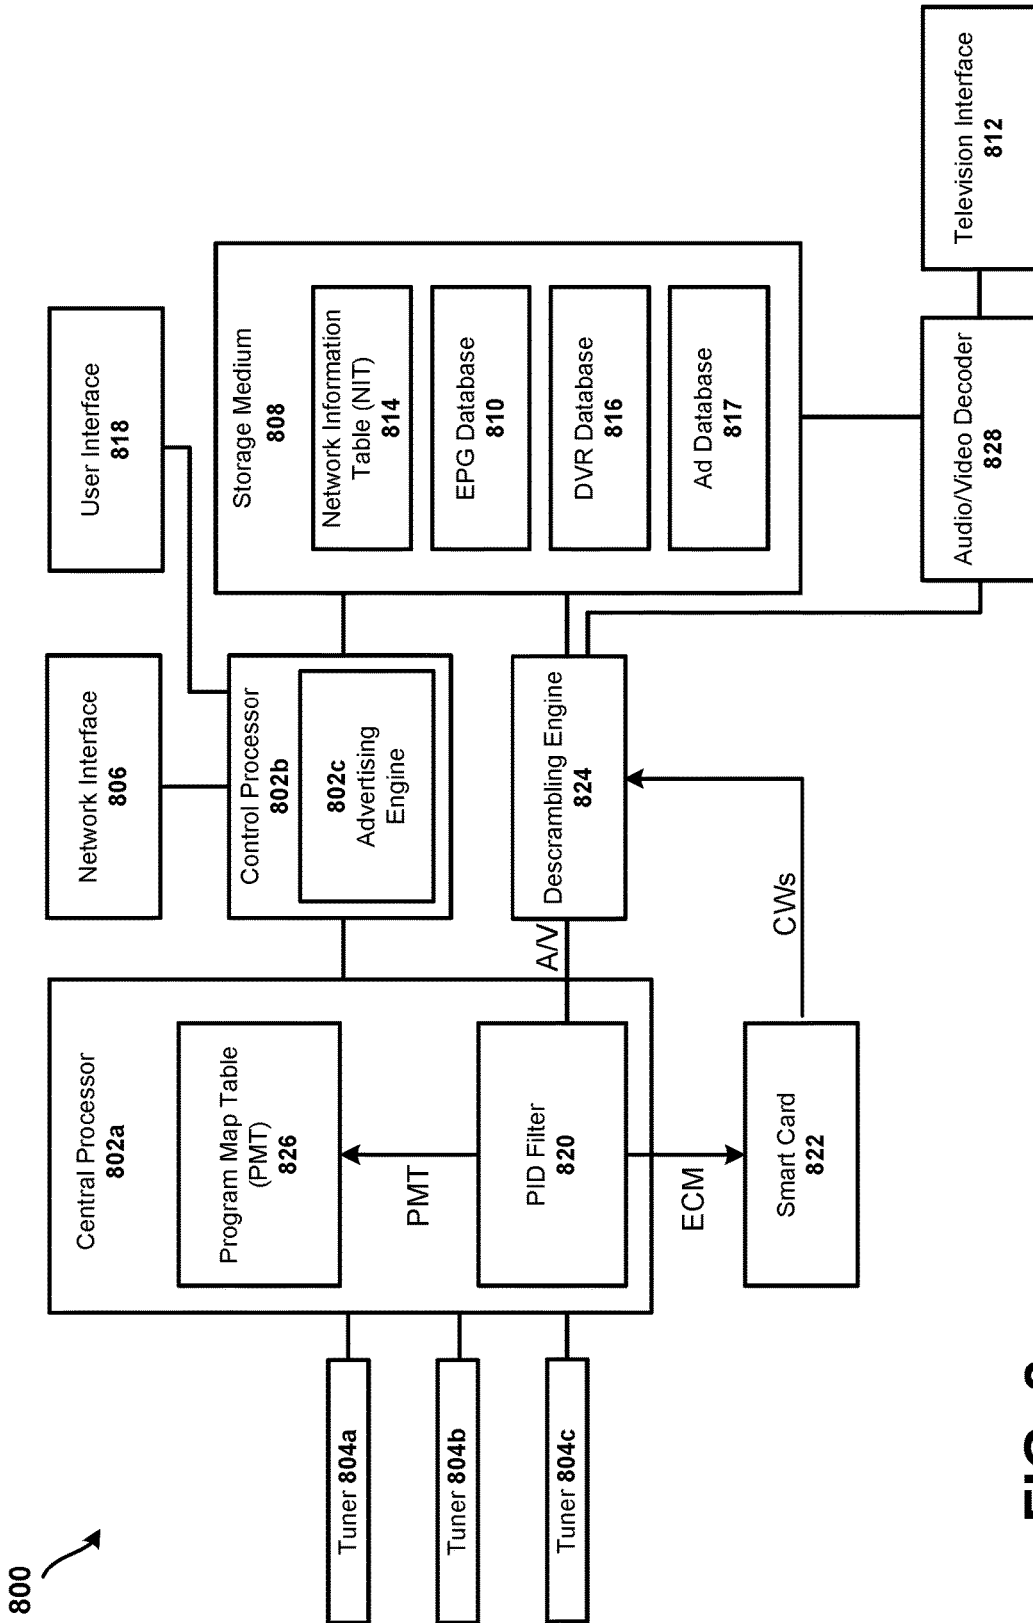 800
Tuner 804a
Tuner 804b
Tuner 804c
Central Processor
802a
Program Map Table
(PMT)
826
PMT
PID Filter
820
ECM
Smart Card
822
A/V
CWs
Network Interface
806
User Interface
818
Control Processor
802b
802c
Advertising
Engine
Descrambling Engine
824
Storage Medium
808
Network Information
Table (NIT)
814
EPG Database
810
DVR Database
816
Ad Database
817
Audio/Video Decoder
828
Television Interface
812
FIG.